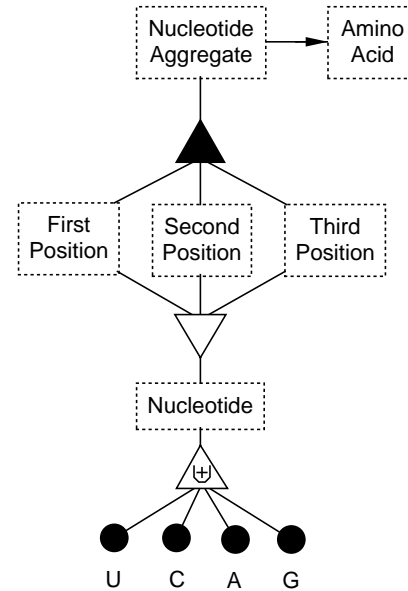 Nucleotide
Aggregate
Amino
Acid
First
Position
Second
Position
Third
Position
Nucleotide
U C A G